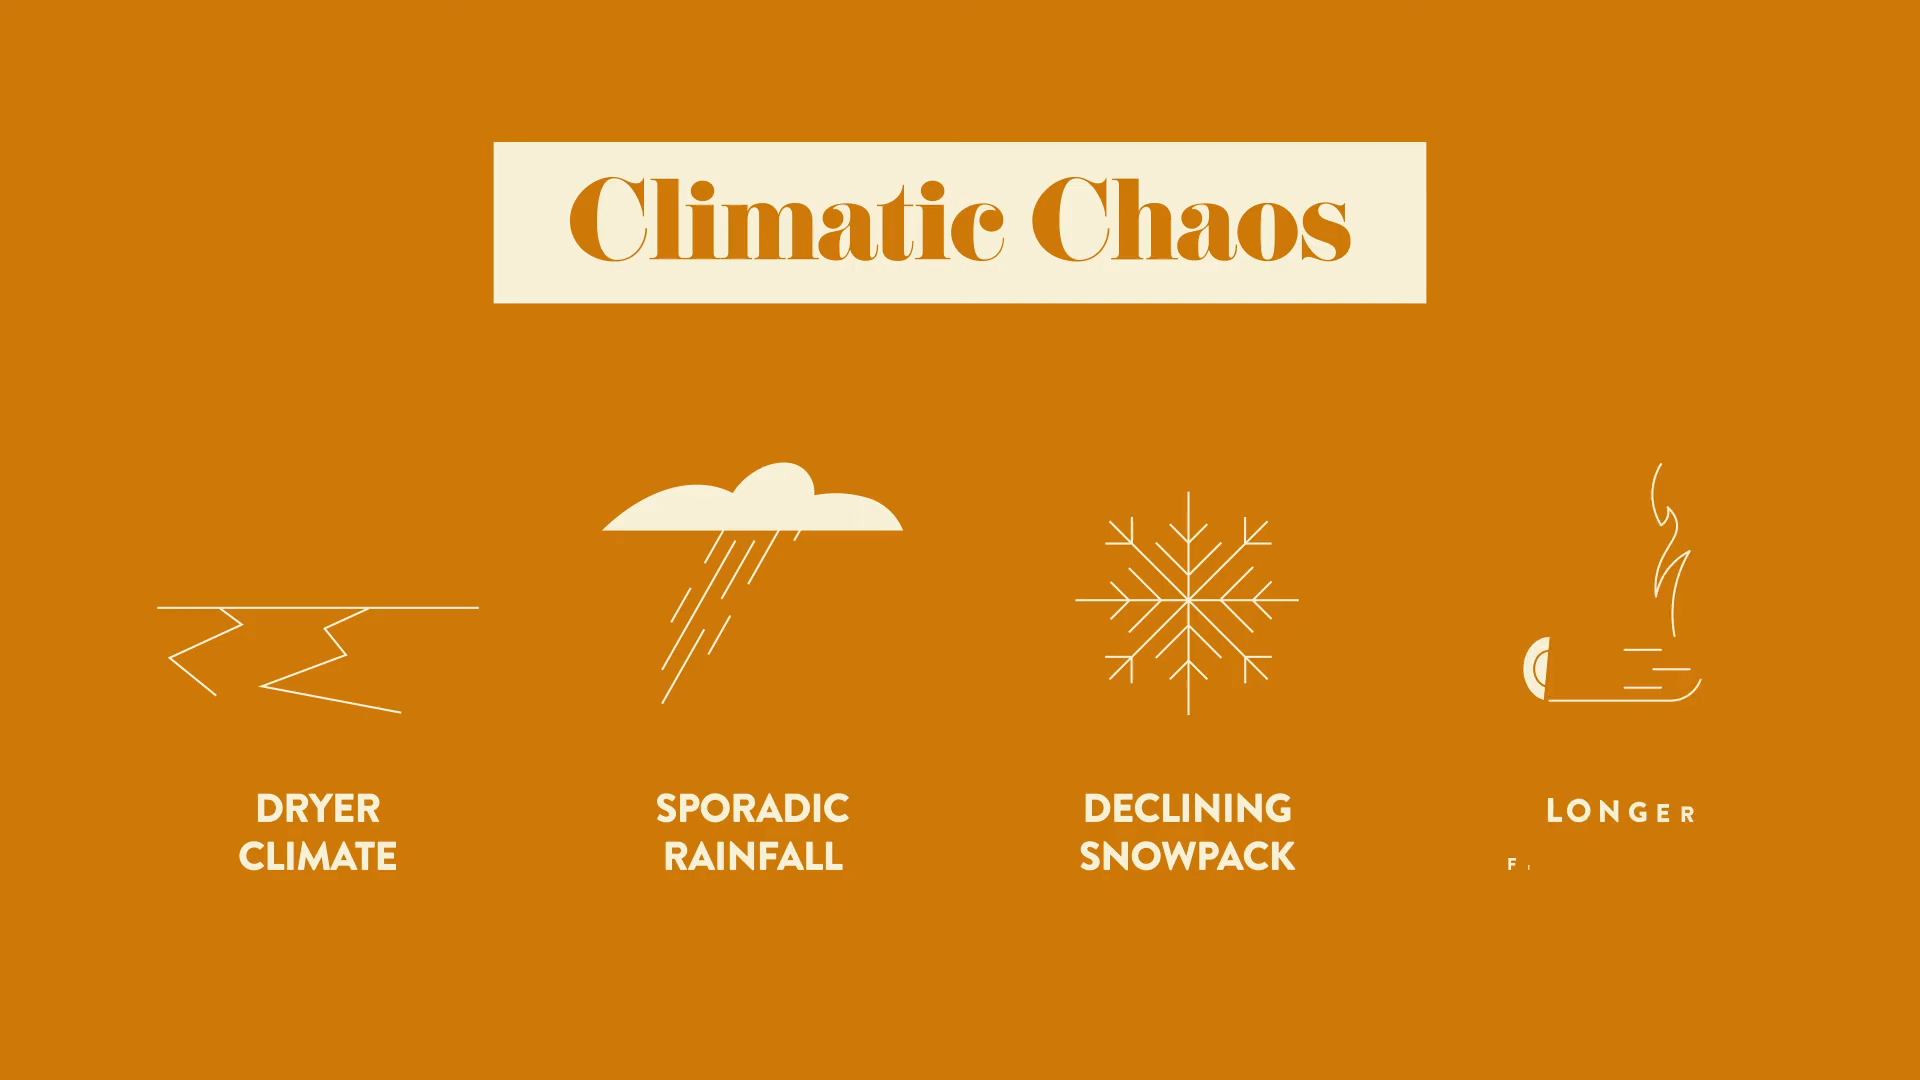 Climatic Chaos
DRYER
CLIMATE
SPORADIC
RAINFALL
DECLINING
SNOWPACK
LONGER
F